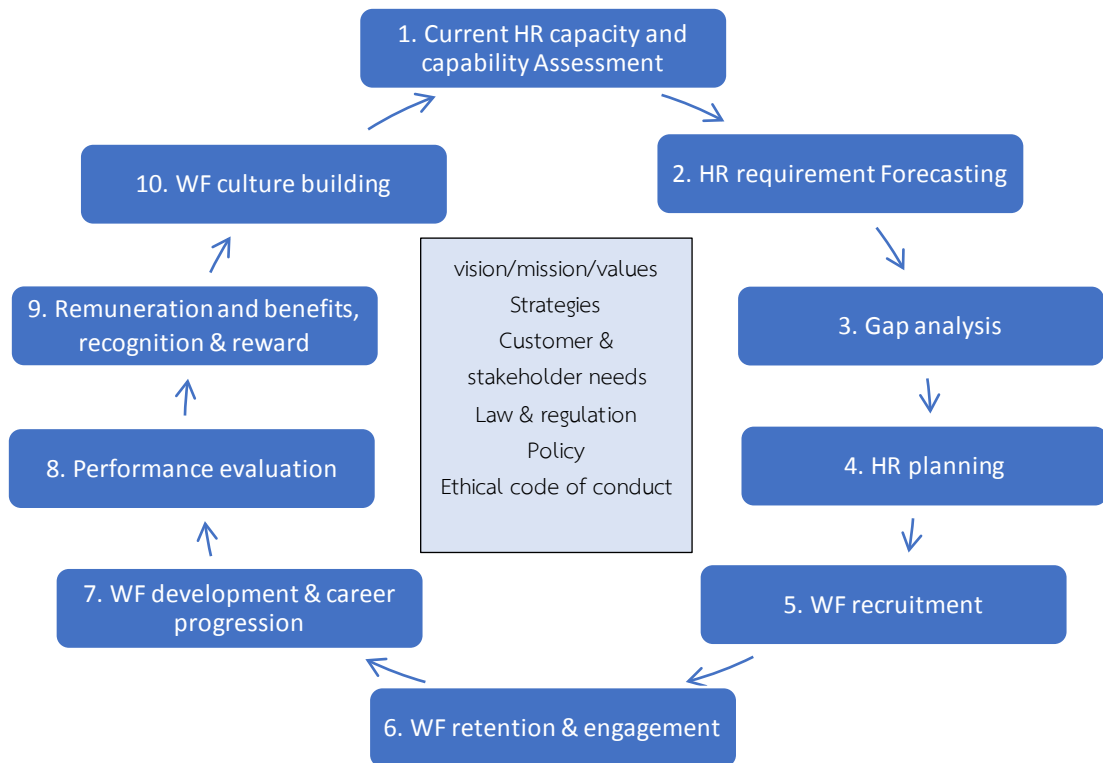 1. Current HR capacity and
capability Assessment
2. HR requirement Forecasting
3. Gap analysis
4. HR planning
5. WF recruitment
6. WF retention & engagement
7. WF development & career
progression
8. Performance evaluation
9. Remuneration and benefits,
recognition & reward
10. WF culture building
vision/mission/values
Strategies
Customer &
stakeholder needs
Law & regulation
Policy
Ethical code of conduct